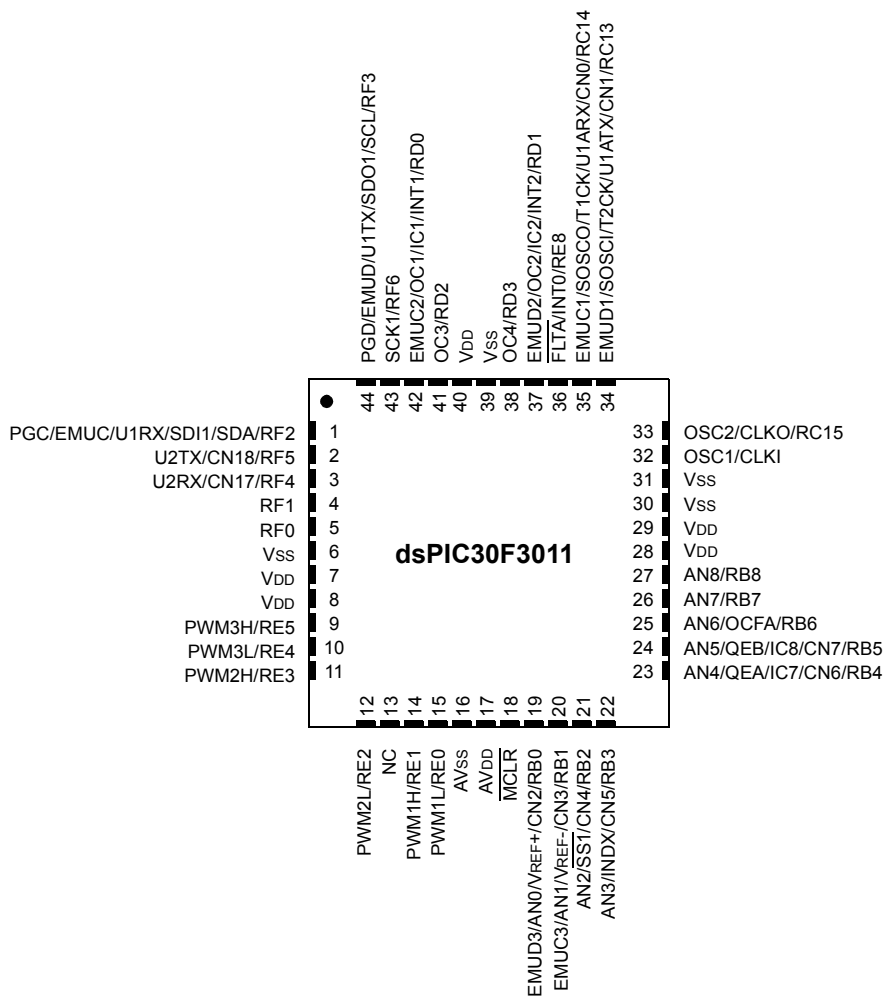 PGD/EMUD/U1TX/SDO1/SCL/RF3
SCK1/RF6
EMUC2/OC1/IC1/INT1/RD0
OC3/RD2
VDD
VSS
OC4/RD3
EMUD2/OC2/IC2/INT2/RD1
FLTA/INT0/RE8
EMUC1/SOSCO/T1CK/U1ARX/CN0/RC14
EMUD1/SOSCI/T2CK/U1ATX/CN1/RC13
44
43
42
41
40
39
38
37
36
35
34
PGC/EMUC/U1RX/SDI1/SDA/RF2 1
U2TX/CN18/RF5 2
U2RX/CN17/RF4 3
RF1 4
RF0 5
VSS 6
VDD 7
VDD 8
PWM3H/RE5 9
PWM3L/RE4 10
PWM2H/RE3 11
dsPIC30F3011
33 OSC2/CLKO/RC15
32 OSC1/CLKI
31 VSS
30 VSS
29 VDD
28 VDD
27 AN8/RB8
26 AN7/RB7
25 AN6/OCFA/RB6
24 AN5/QEB/IC8/CN7/RB5
23 AN4/QEA/IC7/CN6/RB4
12
13
14
15
16
17
18
19
20
21
22
PWM2L/RE2
NC
PWM1H/RE1
PWM1L/RE0
AVSS
AVDD
MCLR
EMUD3/AN0/VREF+/CN2/RB0
EMUC3/AN1/VREF-/CN3/RB1
AN2/SS1/CN4/RB2
AN3/INDX/CN5/RB3